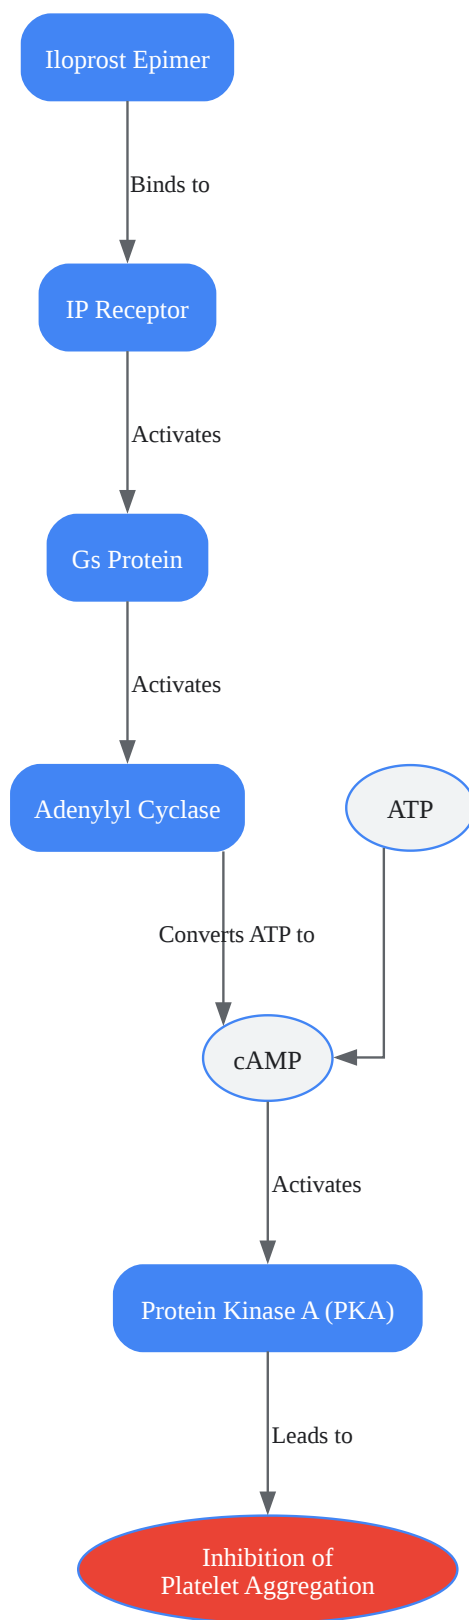 Iloprost Epimer
Binds to
IP Receptor
Activates
Gs Protein
Activates
Adenylyl Cyclase
ATP
Converts ATP to
cAMP
Activates
Protein Kinase A (PKA)
Leads to
Inhibition of
Platelet Aggregation